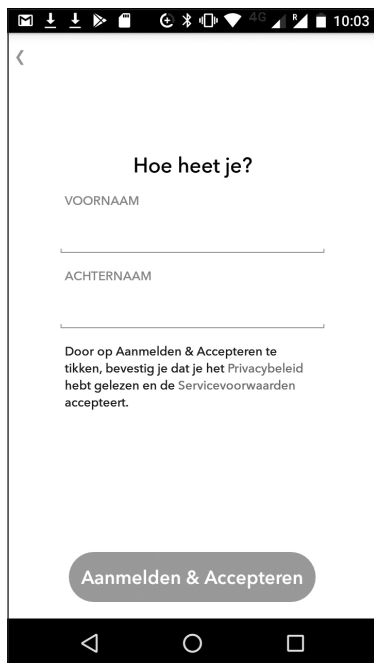 4G R 10:03
Hoe heet je?
VOORNAAM
ACHTERNAAM
Door op Aanmelden & Accepteren te
tikken, bevestig je dat je het Privacybeleid
hebt gelezen en de Servicevoorwaarden
accepteert.
Aanmelden & Accepteren